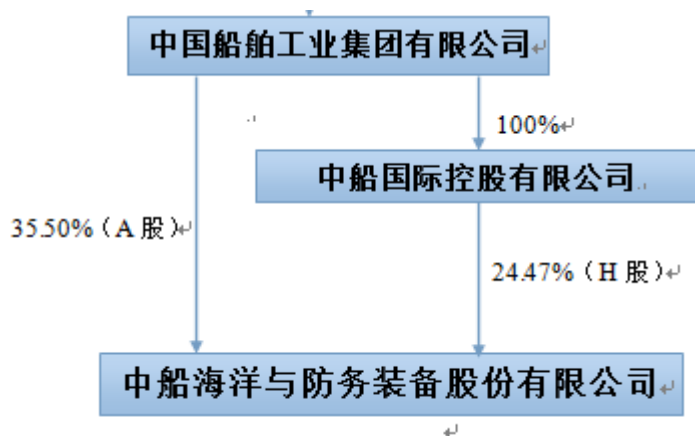 中国船舶工业集团有限公司
100%
中船国际控股有限公司
35.50%（A 股）
24.47%（H 股）
中船海洋与防务装备股份有限公司